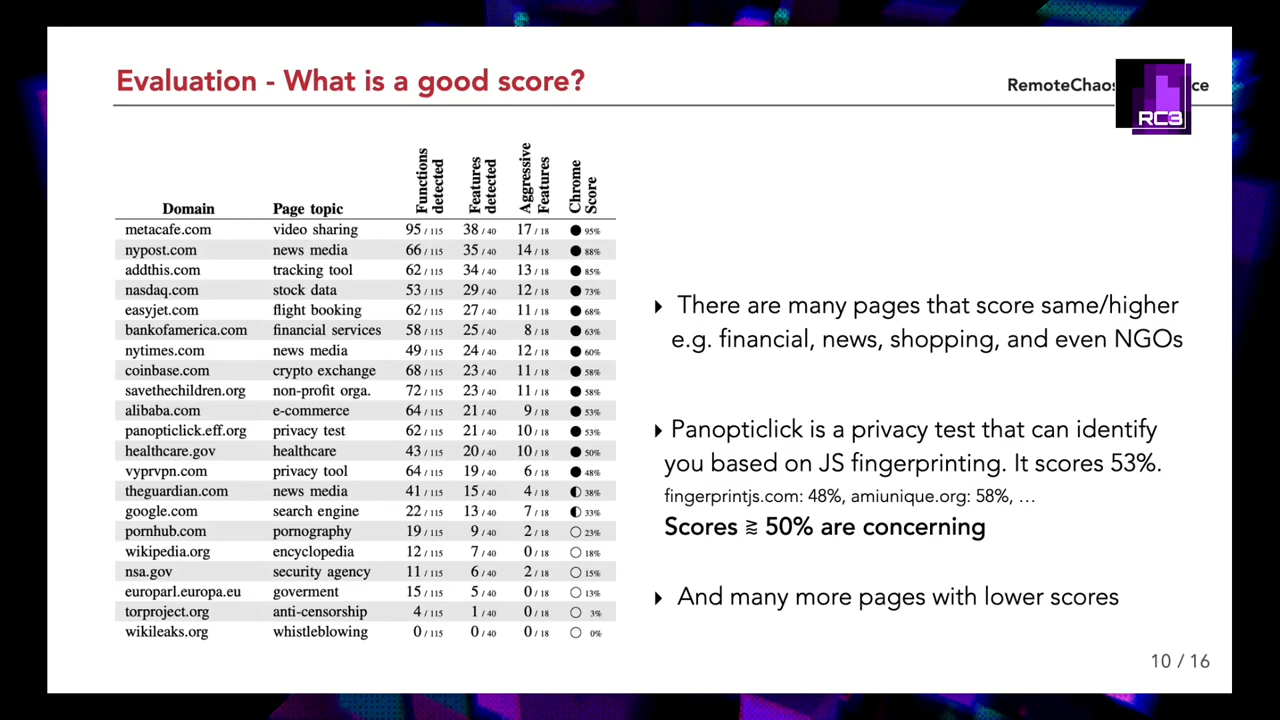 Evaluation - What is a good score?
RemoteChaos ce
RC3
Domain Page topic Functions detected Features detected Aggressive Features Chrome Score
metacafe.com video sharing 95 / 115 38 / 40 17 / 18 95%
nypost.com news media 66 / 115 35 / 40 14 / 18 88%
addthis.com tracking tool 62 / 115 34 / 40 13 / 18 85%
nasdaq.com stock data 53 / 115 29 / 40 12 / 18 73%
easyjet.com flight booking 62 / 115 27 / 40 11 / 18 68%
bankofamerica.com financial services 58 / 115 25 / 40 8 / 18 63%
nytimes.com news media 49 / 115 24 / 40 12 / 18 60%
coinbase.com crypto exchange 68 / 115 23 / 40 11 / 18 58%
savethechildren.org non-profit orga. 72 / 115 23 / 40 11 / 18 58%
alibaba.com e-commerce 64 / 115 21 / 40 9 / 18 53%
panopticlick.eff.org privacy test 62 / 115 21 / 40 10 / 18 53%
healthcare.gov healthcare 43 / 115 20 / 40 10 / 18 50%
vyprvpn.com privacy tool 64 / 115 19 / 40 6 / 18 48%
theguardian.com news media 41 / 115 15 / 40 4 / 18 38%
google.com search engine 22 / 115 13 / 40 7 / 18 33%
pornhub.com pornography 19 / 115 9 / 40 2 / 18 23%
wikipedia.org encyclopedia 12 / 115 7 / 40 0 / 18 18%
nsa.gov security agency 11 / 115 6 / 40 2 / 18 15%
europarl.europa.eu goverment 15 / 115 5 / 40 0 / 18 13%
torproject.org anti-censorship 4 / 115 1 / 40 0 / 18 3%
wikileaks.org whistleblowing 0 / 115 0 / 40 0 / 18 0%
There are many pages that score same/higher
e.g. financial, news, shopping, and even NGOs
Panopticlick is a privacy test that can identify
you based on JS fingerprinting. It scores 53%.
fingerprintjs.com: 48%, amiunique.org: 58%, …
Scores ≳ 50% are concerning
And many more pages with lower scores
10 / 16